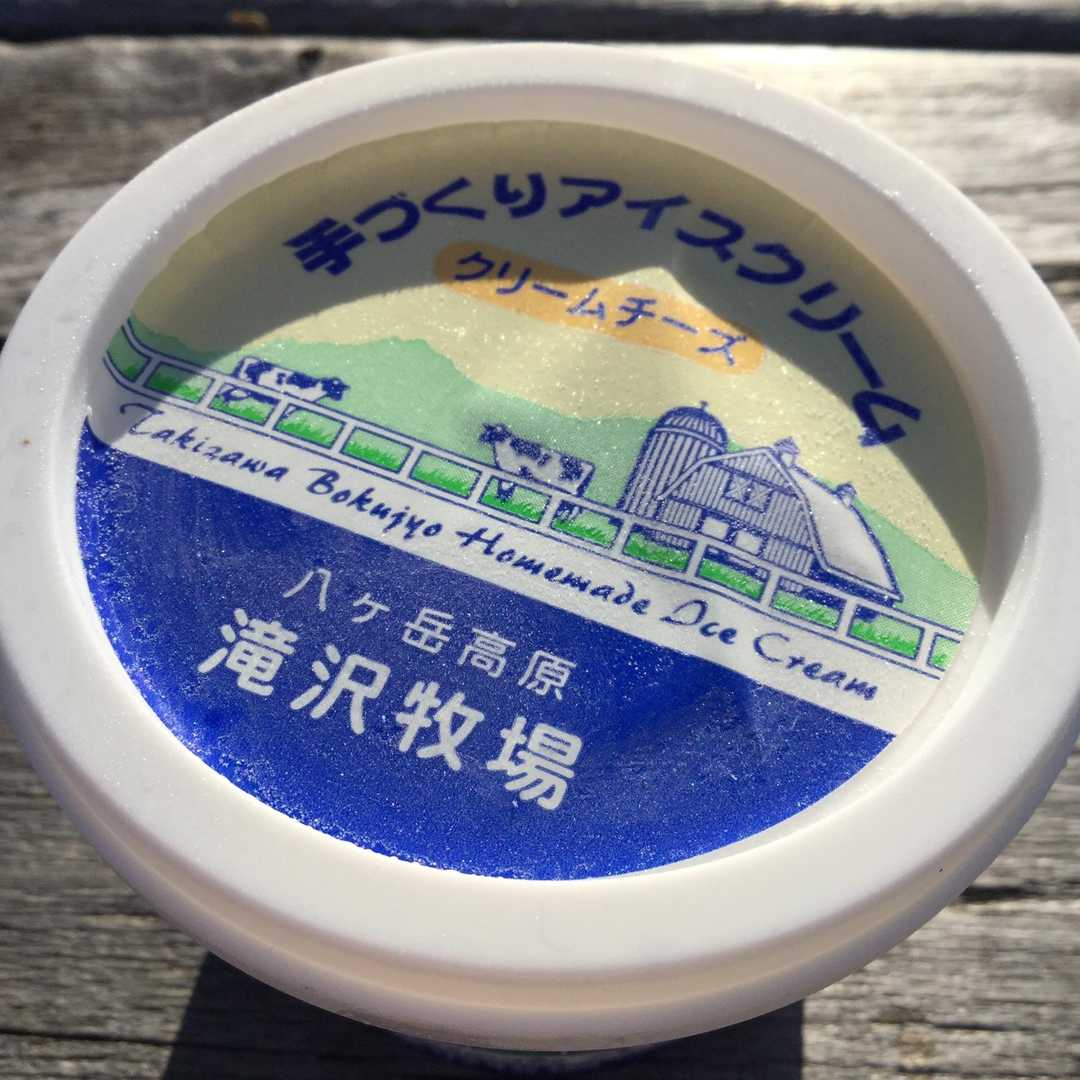 手づくりアイスクリーム
クリームチーズ
Takizawa Bokujyo Homemade Ice Cream
八ヶ岳高原
滝沢牧場